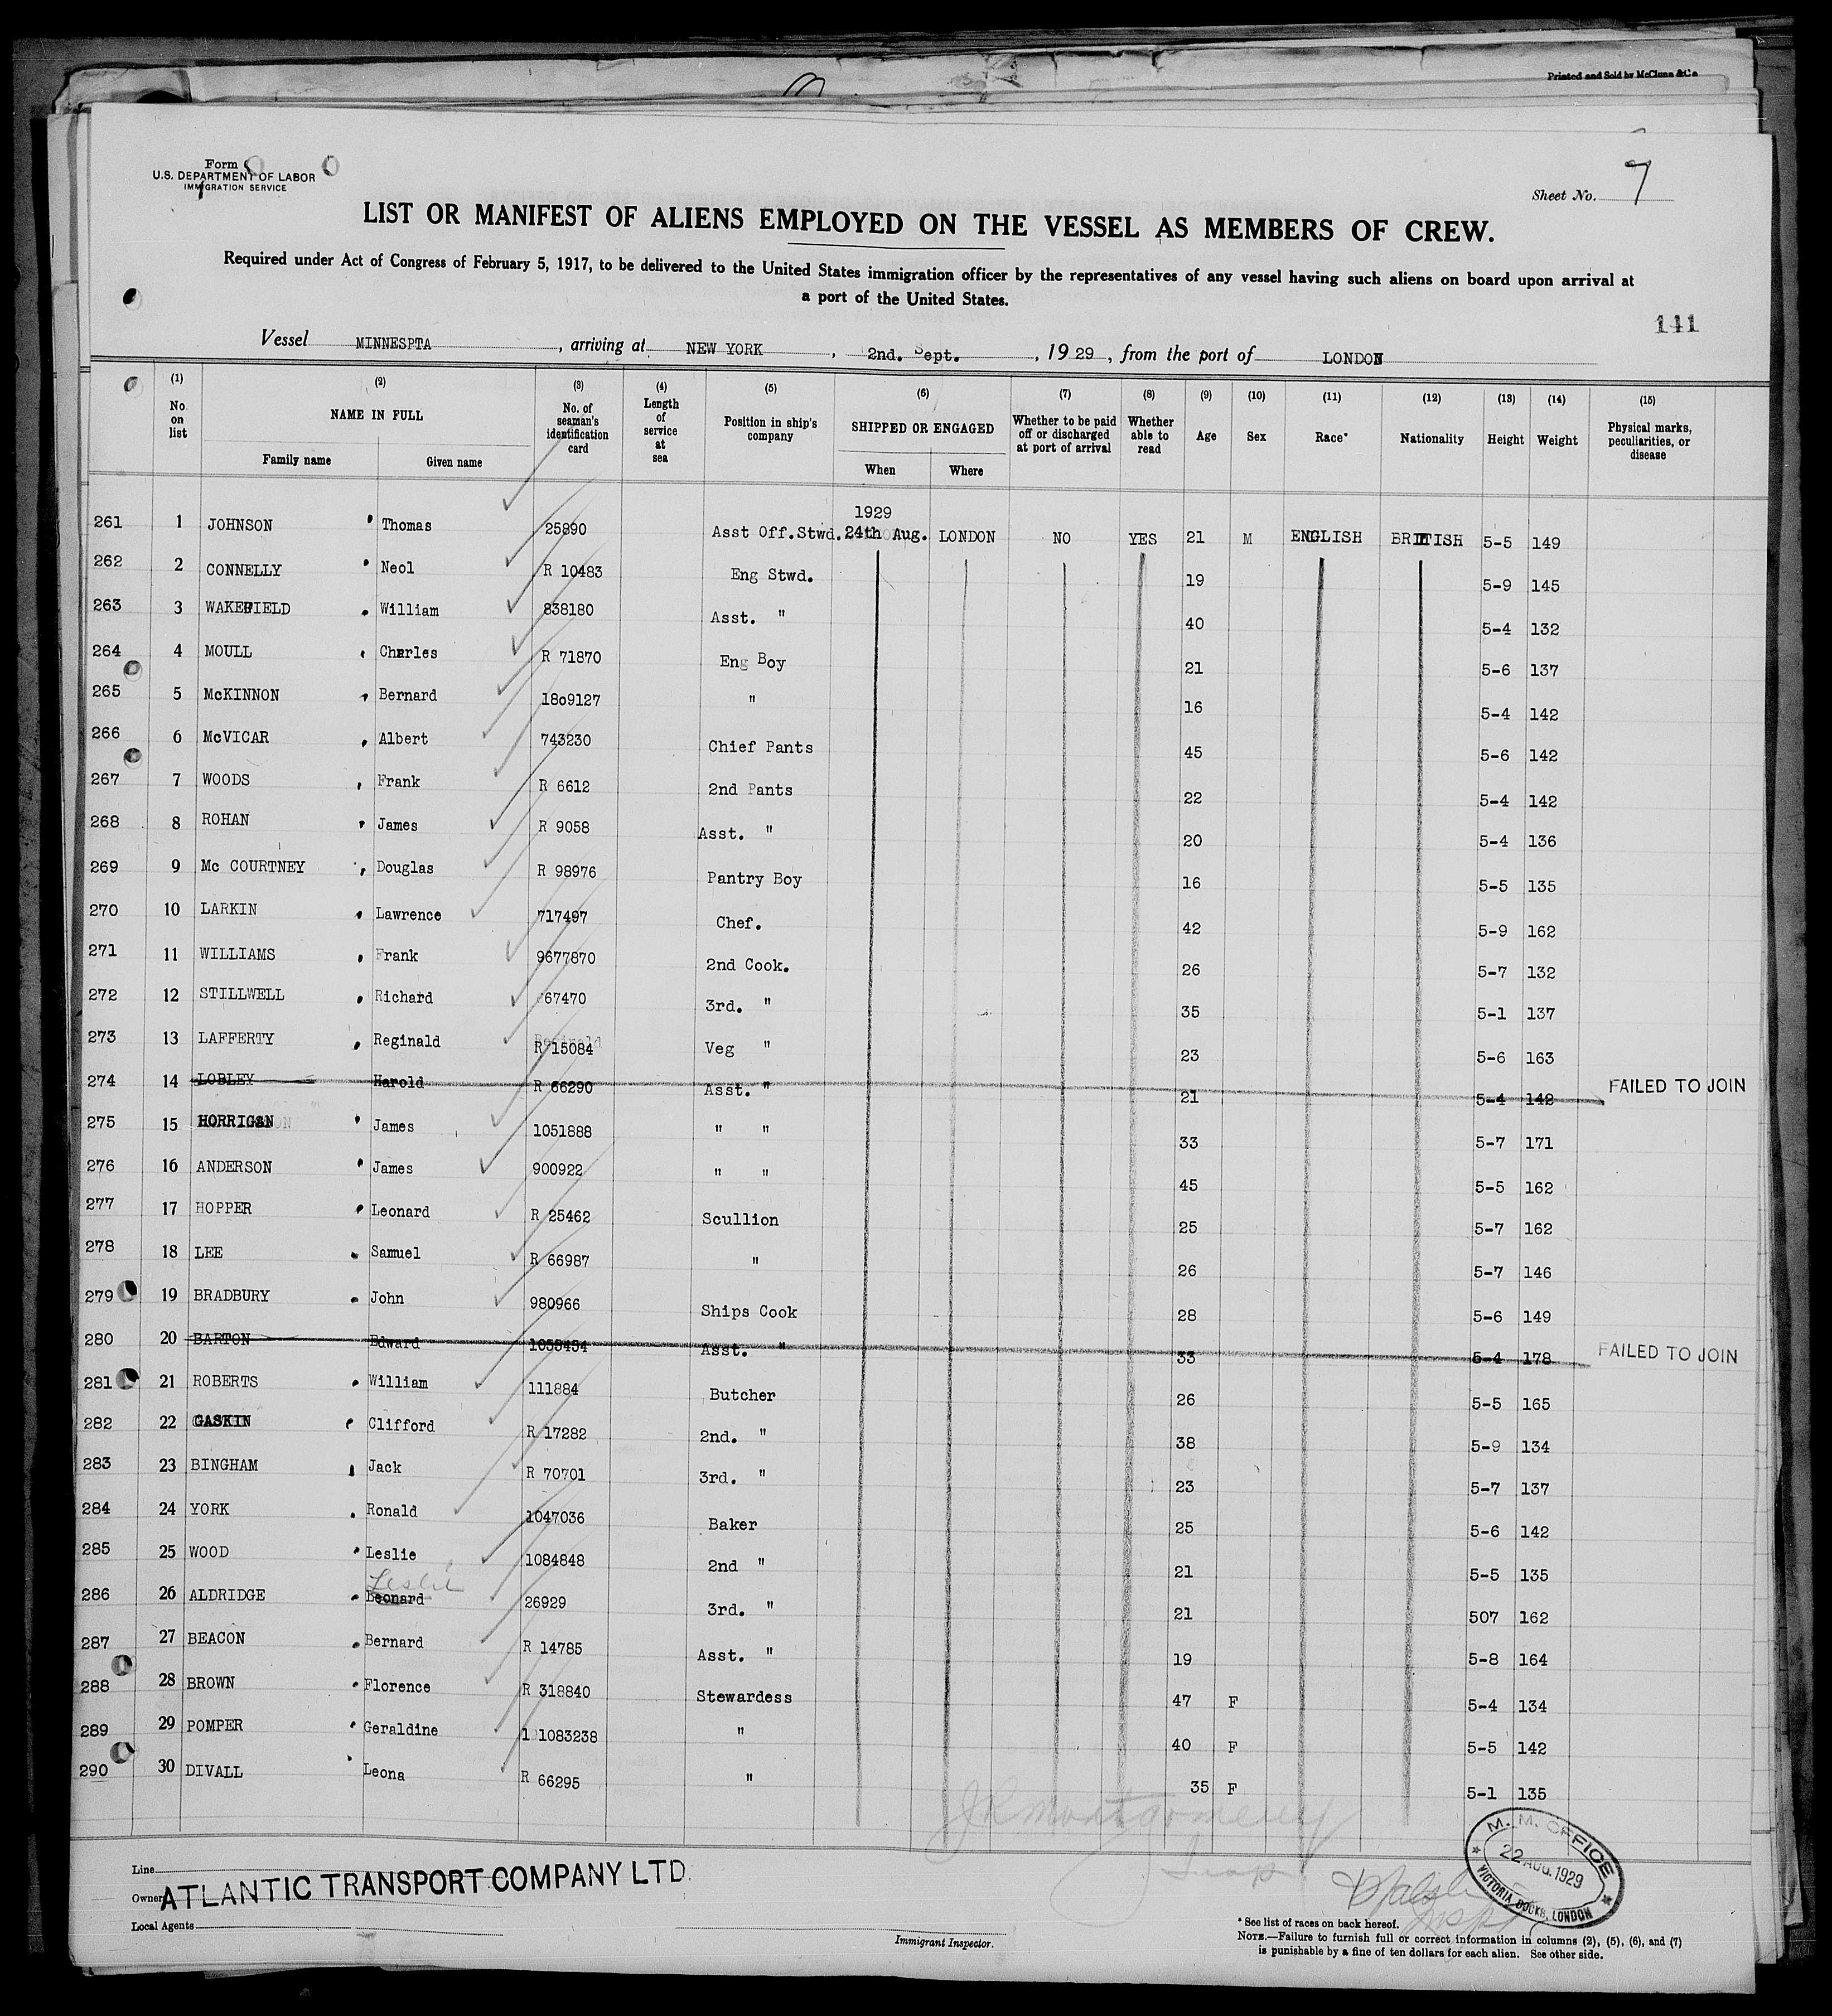 Printed and Sold by McClunn & Co
Form
U.S. DEPARTMENT OF LABOR
IMMIGRATION SERVICE
Sheet No. 7
LIST OR MANIFEST OF ALIENS EMPLOYED ON THE VESSEL AS MEMBERS OF CREW.
Required under Act of Congress of February 5, 1917, to be delivered to the United States immigration officer by the representatives of any vessel having such aliens on board upon arrival at
a port of the United States.
141
Vessel MINNESPTA, arriving at NEW YORK, 2nd. Sept., 1929, from the port of LONDON
(1) (2) (3) (4) (5) (6) (7) (8) (9) (10) (11) (12) (13) (14) (15)
No on list NAME IN FULL Family name Given name No. of seaman's identification card Length of service at sea Position in ship's company SHIPPED OR ENGAGED When Where Whether to be paid off or discharged at port of arrival Whether able to read Age Sex Race* Nationality Height Weight Physical marks, peculiarities, or disease
1929
261 1 JOHNSON Thomas 25890 Asst Off.Stwd. 24th Aug. LONDON NO YES 21 M ENGLISH BRITISH 5-5 149
262 2 CONNELLY Neol R 10483 Eng Stwd. 19 5-9 145
263 3 WAKEFIELD William 838180 Asst. " 40 5-4 132
264 4 MOULL Charles R 71870 Eng Boy 21 5-6 137
265 5 McKINNON Bernard 18o9127 " 16 5-4 142
266 6 McVICAR Albert 743230 Chief Pants 45 5-6 142
267 7 WOODS Frank R 6612 2nd Pants 22 5-4 142
268 8 ROHAN James R 9058 Asst. " 20 5-4 136
269 9 Mc COURTNEY Douglas R 98976 Pantry Boy 16 5-5 135
270 10 LARKIN Lawrence 717497 Chef. 42 5-9 162
271 11 WILLIAMS Frank 9677870 2nd Cook. 26 5-7 132
272 12 STILLWELL Richard 67470 3rd. " 35 5-1 137
273 13 LAFFERTY Reginald R 15084 Veg " 23 5-6 163
274 14 LOBLEY Harold R 66290 Asst. " 21 5-4 142 FAILED TO JOIN
275 15 HORRIGAN James 1051888 " " 33 5-7 171
276 16 ANDERSON James 900922 " " 45 5-5 162
277 17 HOPPER Leonard R 25462 Scullion 25 5-7 162
278 18 LEE Samuel R 66987 " 26 5-7 146
279 19 BRADBURY John 980966 Ships Cook 28 5-6 149
280 20 BARTON Edward 1053454 Asst. " 33 5-4 178 FAILED TO JOIN
281 21 ROBERTS William 111884 Butcher 26 5-5 165
282 22 GASKIN Clifford R 17282 2nd. " 38 5-9 134
283 23 BINGHAM Jack R 70701 3rd. " 23 5-7 137
284 24 YORK Ronald 1047036 Baker 25 5-6 142
285 25 WOOD Leslie 1084848 2nd " 21 5-5 135
Leslie
286 26 ALDRIDGE Leonard 26929 3rd. " 21 507 162
287 27 BEACON Bernard R 14785 Asst. " 19 5-8 164
288 28 BROWN Florence R 318840 Stewardess 47 F 5-4 134
289 29 POMPER Geraldine 1083238 " 40 F 5-5 142
290 30 DIVALL Leona R 66295 " 35 F 5-1 135
JR Montgomery
Insp
M. M. OFFICE
22 AUG. 1929
VICTORIA DOCKS, LONDON
Line
Owner ATLANTIC TRANSPORT COMPANY LTD.
Local Agents
Immigrant Inspector.
* See list of races on back hereof.
NOTE.—Failure to furnish full or correct information in columns (2), (5), (6), and (7)
is punishable by a fine of ten dollars for each alien. See other side.